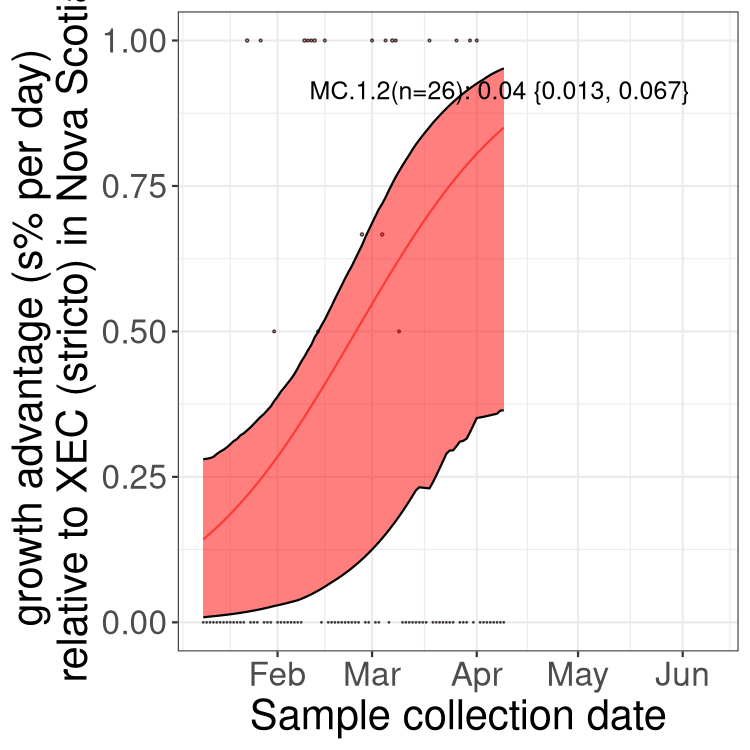 growth advantage (s% per day)
relative to XEC (stricto) in Nova Scotia
1.00
0.75
0.50
0.25
0.00
MC.1.2(n=26): 0.04 {0.013, 0.067}
Feb Mar Apr May Jun
Sample collection date